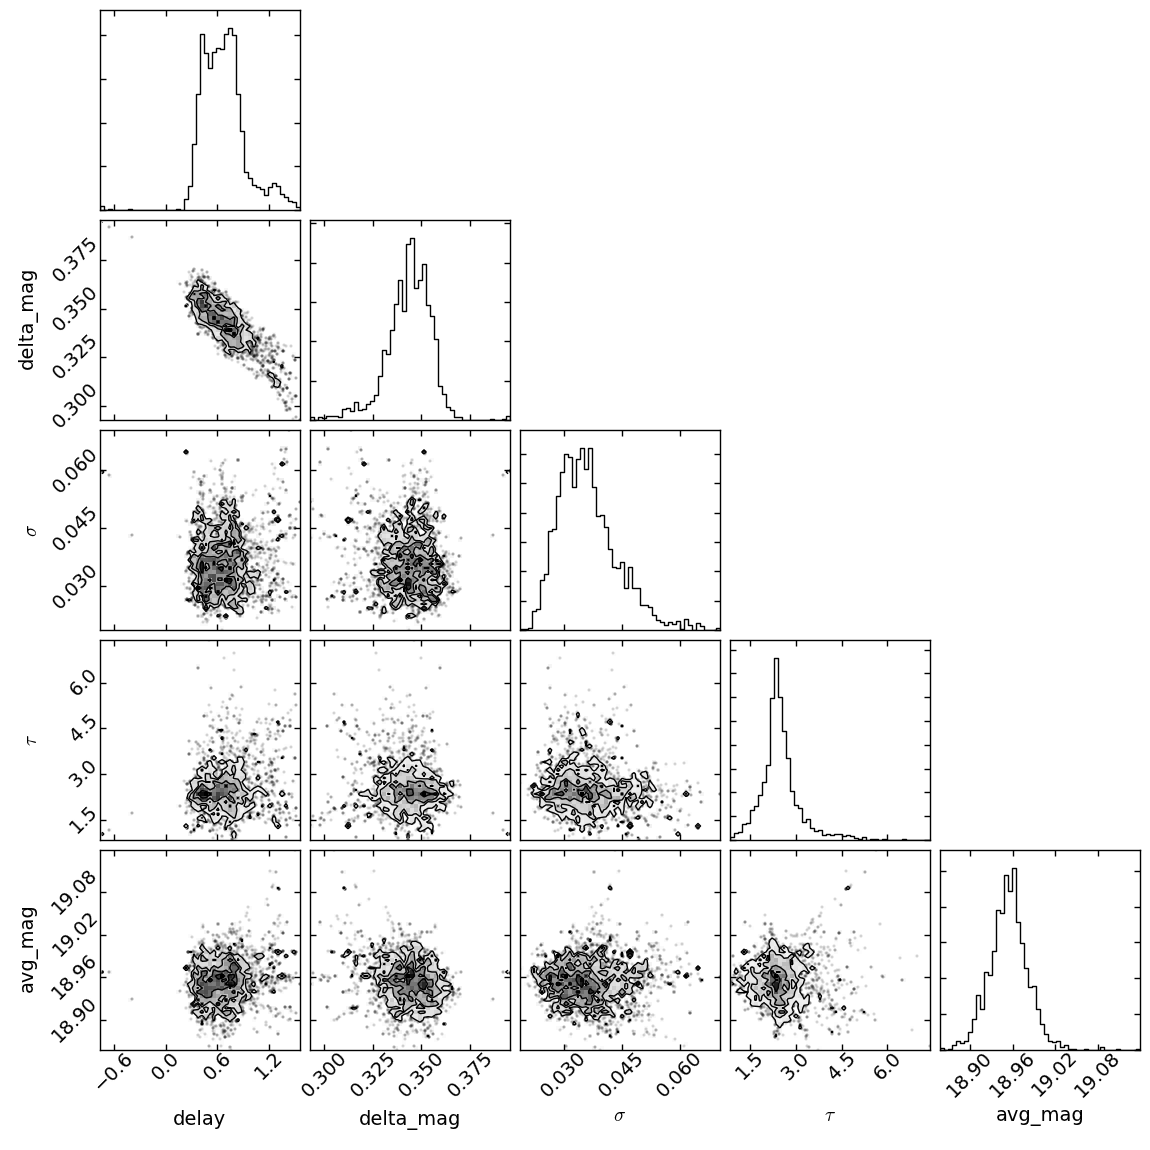 delta_mag
0.375
0.350
0.325
0.300
σ
0.060
0.045
0.030
τ
6.0
4.5
3.0
1.5
avg_mag
19.08
19.02
18.96
18.90
−0.6 0.0 0.6 1.2
0.300 0.325 0.350 0.375
0.030 0.045 0.060
1.5 3.0 4.5 6.0
18.90 18.96 19.02 19.08
delay delta_mag σ τ avg_mag